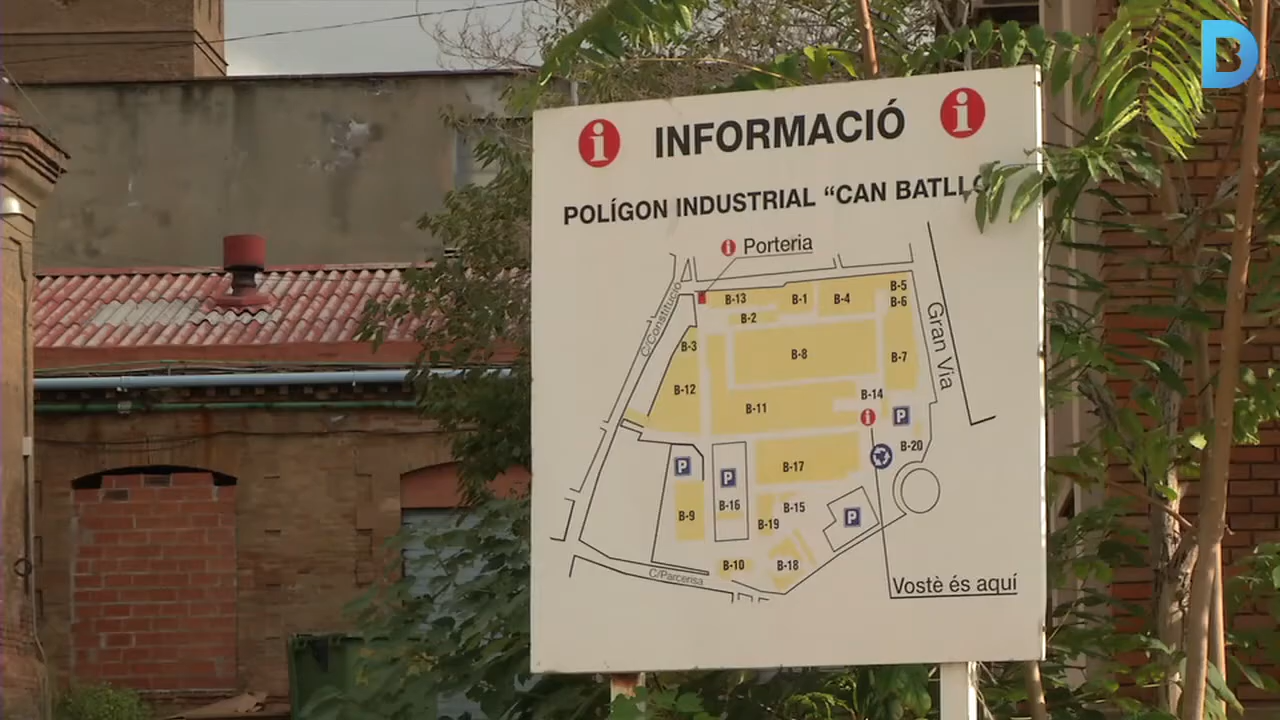 B
i INFORMACIÓ i
POLÍGON INDUSTRIAL “CAN BATLLÓ
i Porteria
C/Constitució
Gran Via
B-13
B-1
B-4
B-5
B-6
B-2
B-3
B-8
B-7
B-12
B-11
B-14
i
P
B-20
P
P
B-17
B-16
B-9
B-15
B-19
P
B-10
B-18
C/Parcerisa
Vostè és aquí